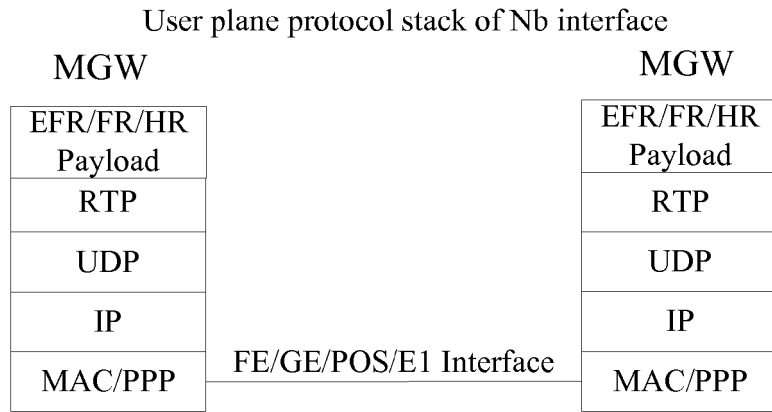 User plane protocol stack of Nb interface
MGW
EFR/FR/HR
Payload
RTP
UDP
IP
MAC/PPP
FE/GE/POS/E1 Interface
MGW
EFR/FR/HR
Payload
RTP
UDP
IP
MAC/PPP